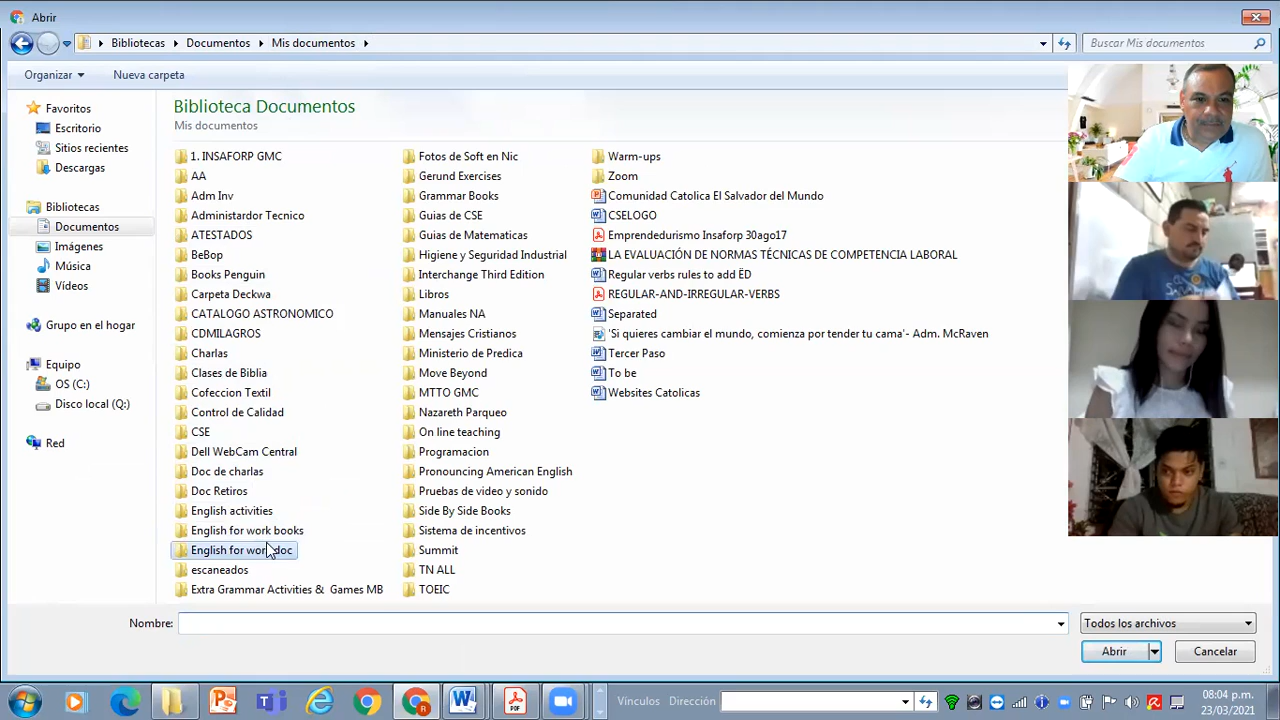 Abrir
Bibliotecas Documentos Mis documentos
Buscar Mis documentos
Organizar Nueva carpeta
Favoritos
Escritorio
Sitios recientes
Descargas
Bibliotecas
Documentos
Imágenes
Música
Vídeos
Grupo en el hogar
Equipo
OS (C:)
Disco local (Q:)
Red
Biblioteca Documentos
Mis documentos
1. INSAFORP GMC
AA
Adm Inv
Administardor Tecnico
ATESTADOS
BeBop
Books Penguin
Carpeta Deckwa
CATALOGO ASTRONOMICO
CDMILAGROS
Charlas
Clases de Biblia
Cofeccion Textil
Control de Calidad
CSE
Dell WebCam Central
Doc de charlas
Doc Retiros
English activities
English for work books
English for work doc
escaneados
Extra Grammar Activities & Games MB
Fotos de Soft en Nic
Gerund Exercises
Grammar Books
Guias de CSE
Guias de Matematicas
Higiene y Seguridad Industrial
Interchange Third Edition
Libros
Manuales NA
Mensajes Cristianos
Ministerio de Predica
Move Beyond
MTTO GMC
Nazareth Parqueo
On line teaching
Programacion
Pronouncing American English
Pruebas de video y sonido
Side By Side Books
Sistema de incentivos
Summit
TN ALL
TOEIC
Warm-ups
Zoom
Comunidad Catolica El Salvador del Mundo
CSELOGO
Emprendedurismo Insaforp 30ago17
LA EVALUACIÓN DE NORMAS TÉCNICAS DE COMPETENCIA LABORAL
Regular verbs rules to add ËD
REGULAR-AND-IRREGULAR-VERBS
Separated
'Si quieres cambiar el mundo, comienza por tender tu cama'- Adm. McRaven
Tercer Paso
To be
Websites Catolicas
Nombre:
Todos los archivos
Abrir Cancelar
Vínculos Dirección
08:04 p.m.
23/03/2021